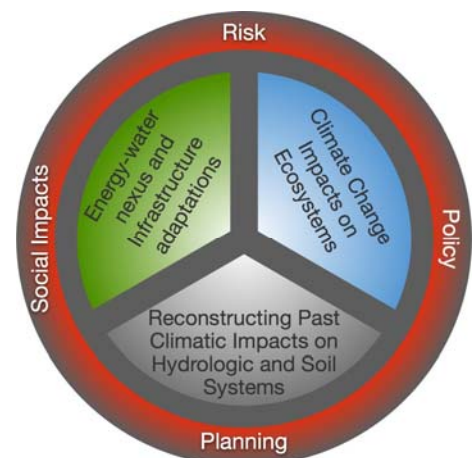 Risk
Energy-water
nexus and
Infrastructure
adaptations
Climate Change
Impacts on
Ecosystems
Social Impacts
Policy
Reconstructing Past
Climatic Impacts on
Hydrologic and Soil
Systems
Planning